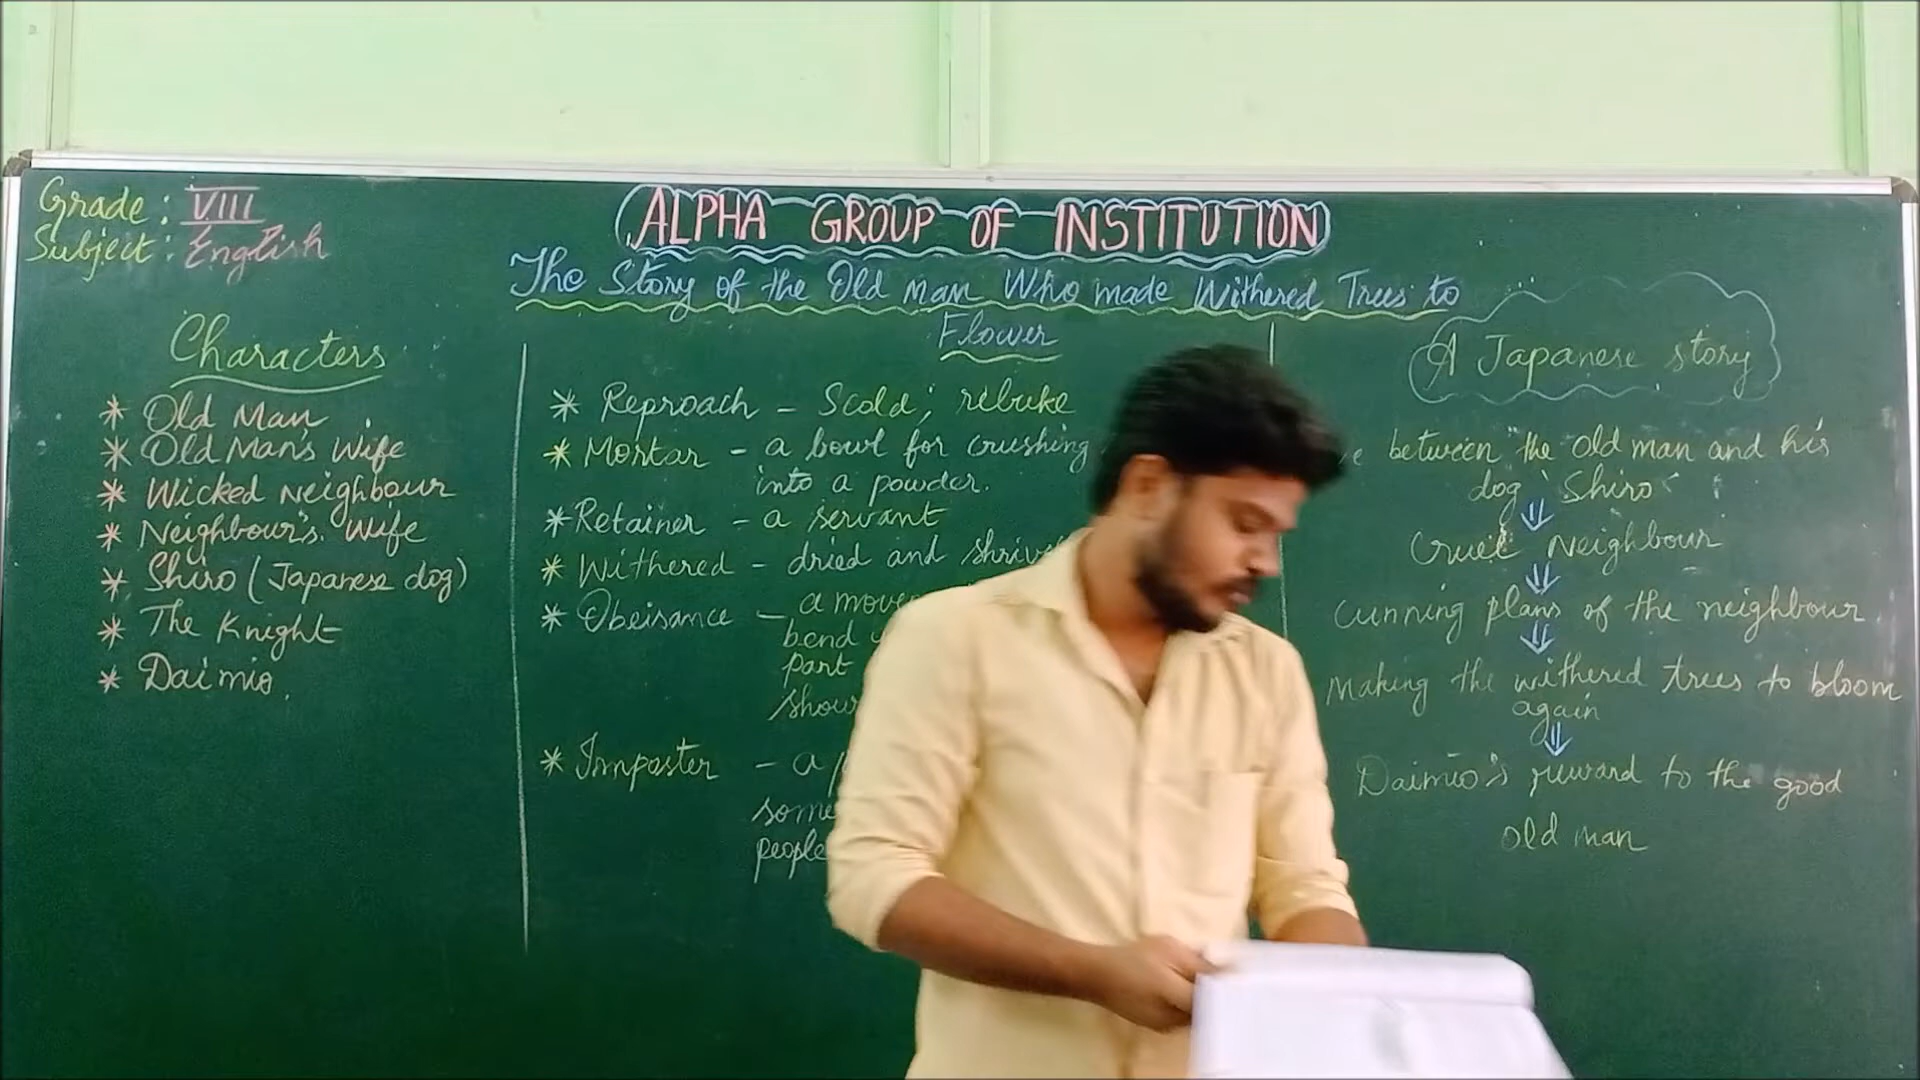 Grade: VIII
Subject: English
ALPHA GROUP OF INSTITUTION
The Story of the Old man Who made Withered Trees to
Flower
Characters
* Old Man
* Old Man's Wife
* Wicked Neighbour
* Neighbour's Wife
* Shiro (Japanese dog)
* The Knight
* Daimio.
* Reproach - Scold; rebuke
* Mortar - a bowl for crushing
into a powder.
* Retainer - a servant
* Withered - dried and
* Obeisance - a
bend
part
* Immposter - a
people
A Japanese story
between the old man and his
dog 'Shiro'
Cruel Neighbour
Cunning plans of the neighbour.
Making the withered trees to bloom
again
Daimio's reward to the good
old man